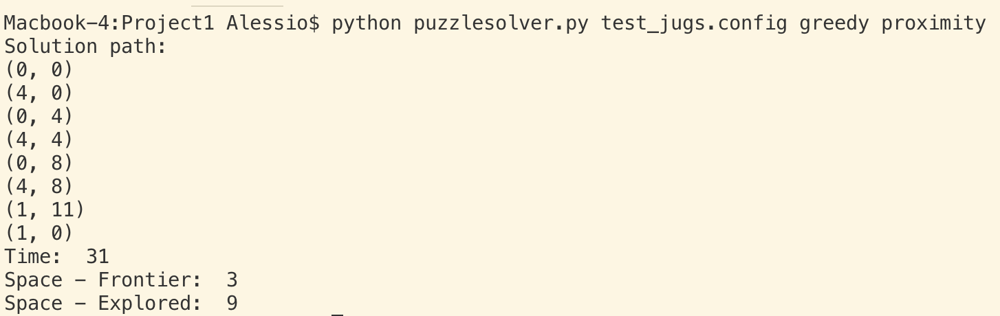 Macbook-4:Project1 Alessio$ python puzzlesolver.py test_jugs.config greedy proximity
Solution path:
(0, 0)
(4, 0)
(0, 4)
(4, 4)
(0, 8)
(4, 8)
(1, 11)
(1, 0)
Time:  31
Space - Frontier:  3
Space - Explored:  9